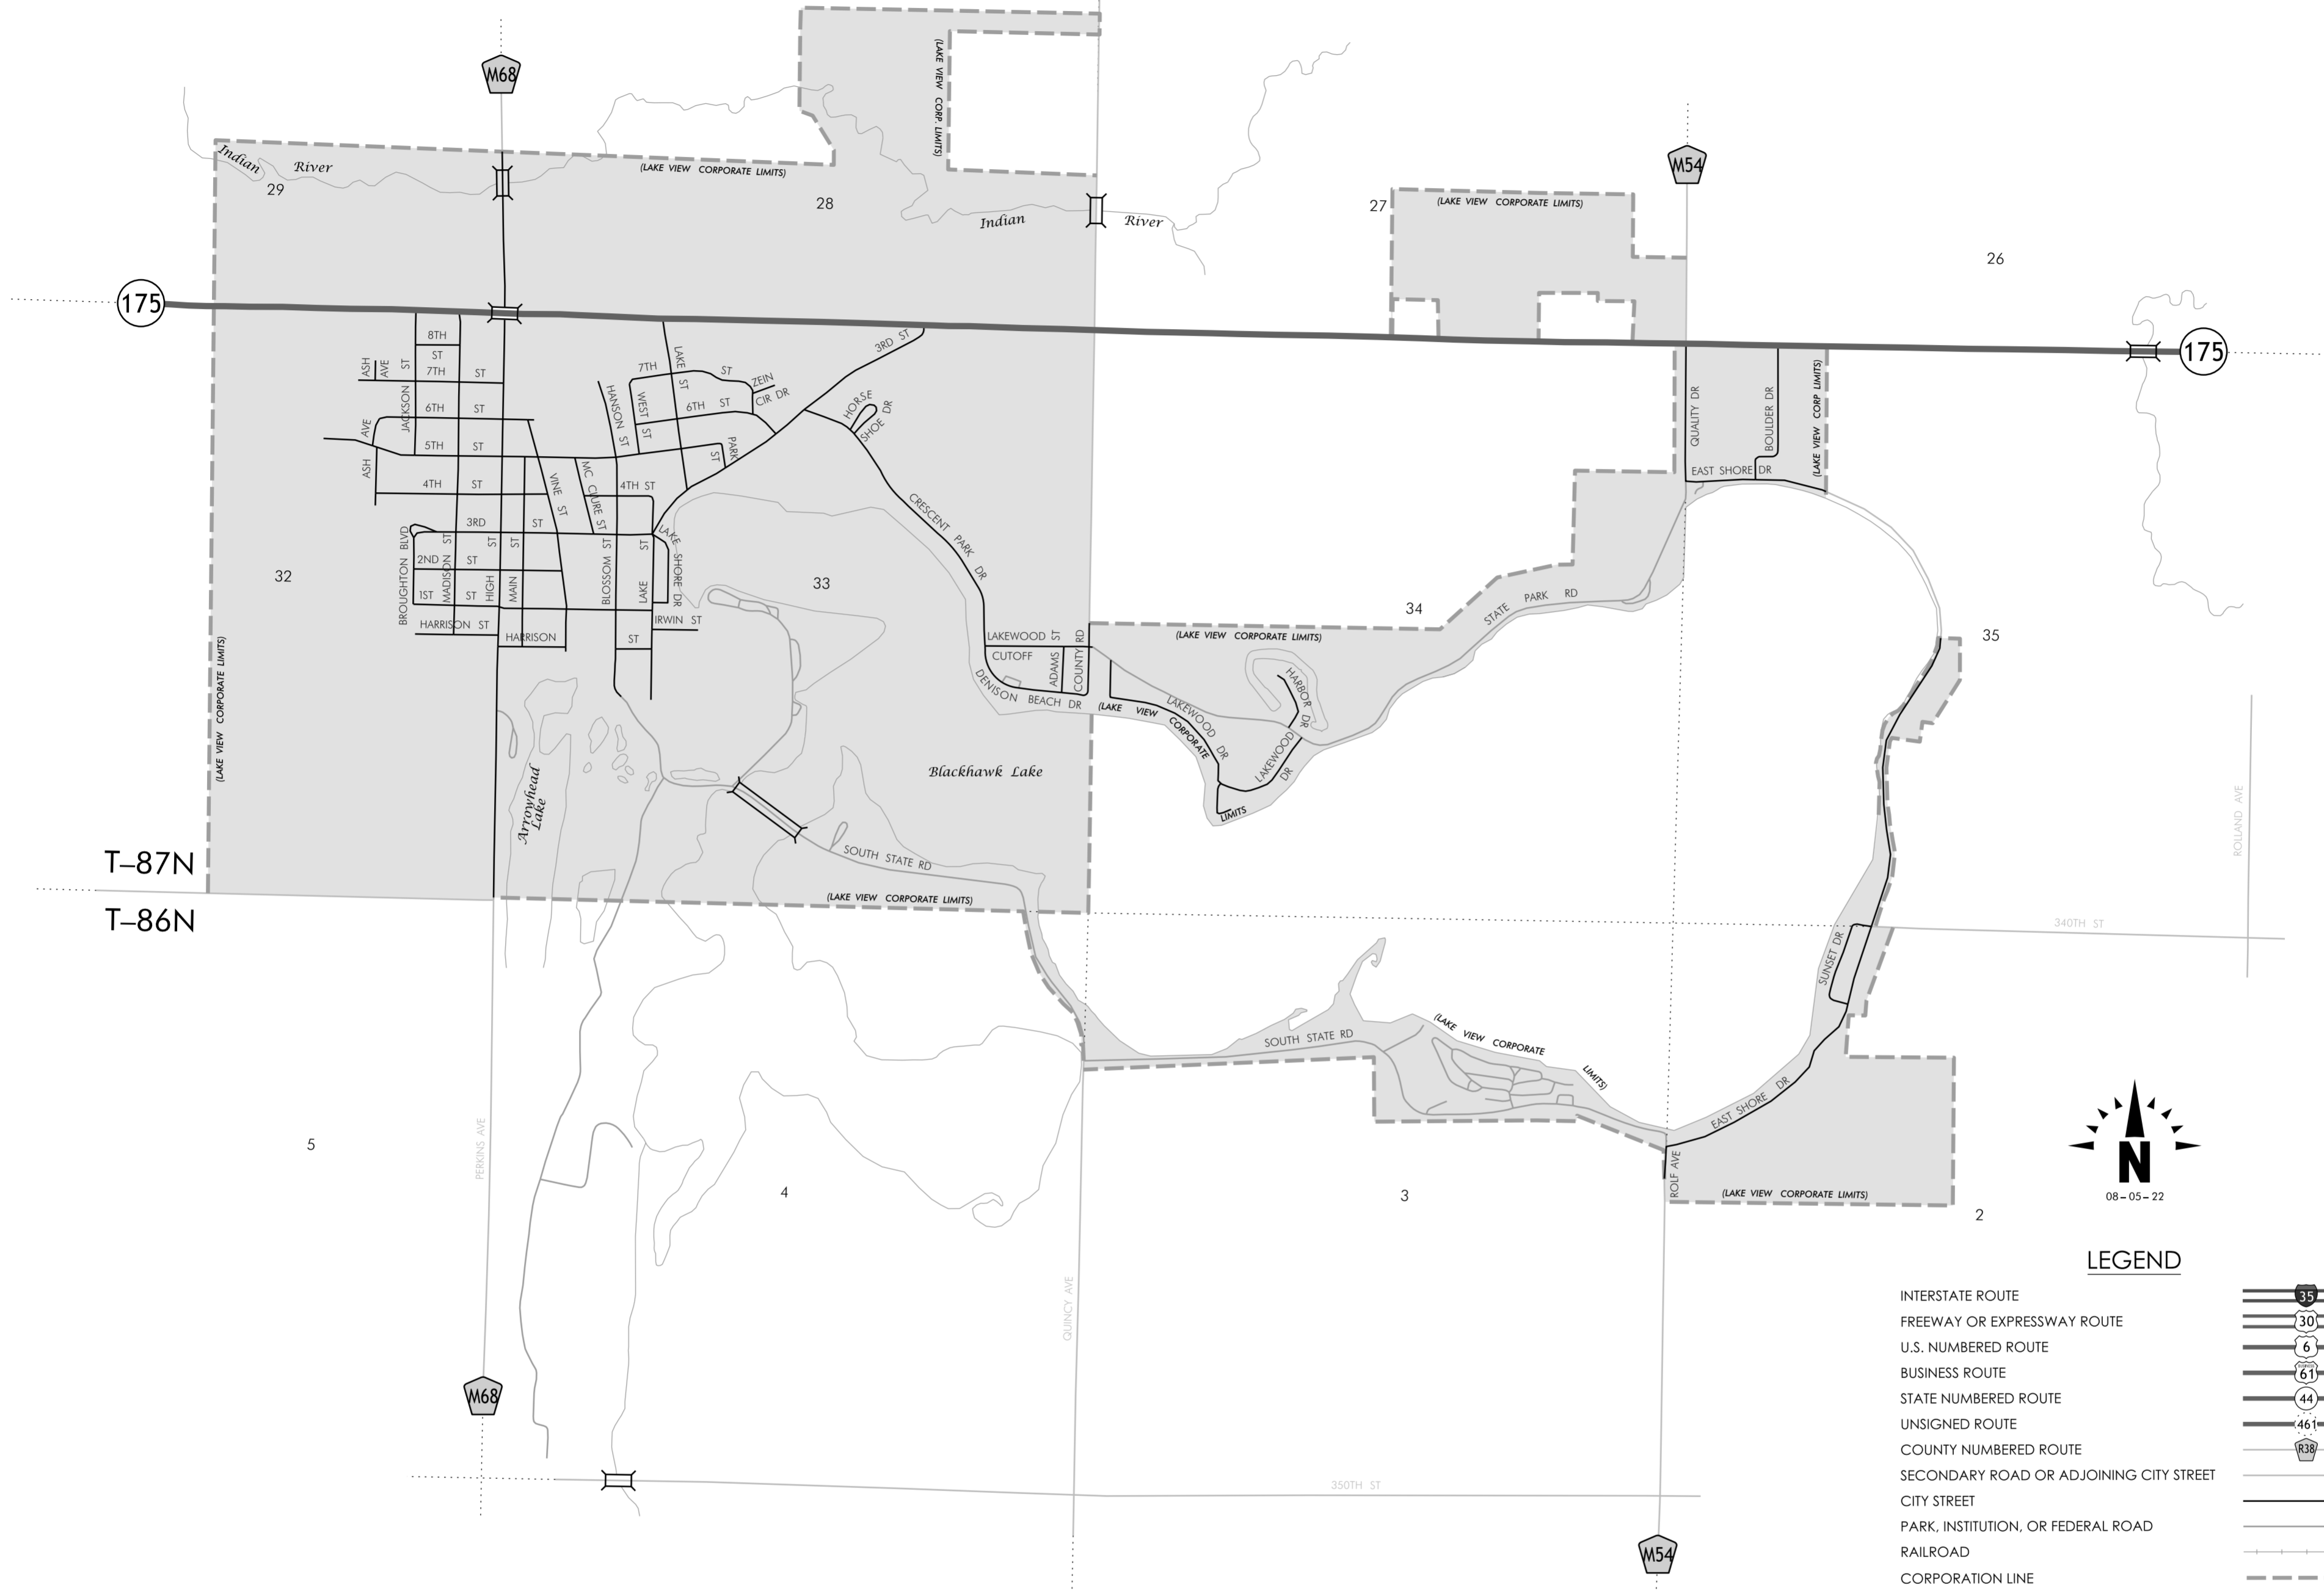 M68
(LAKE VIEW CORP. LIMITS)
M54
Indian River
29
(LAKE VIEW CORPORATE LIMITS)
28
Indian River
27
(LAKE VIEW CORPORATE LIMITS)
26
175
175
8TH ST
ASH AVE
JACKSON ST
7TH ST
6TH ST
ASH AVE
5TH ST
4TH ST
VINE ST
MC CLURE ST
HANSON ST
WEST ST
7TH ST
LAKE ST
6TH ST
ZEIN CIR DR
PARK ST
3RD ST
HORSE SHOE DR
4TH ST
3RD ST
LAKE SHORE DR
BROUGHTON BLVD
2ND ST
MADISON ST
HIGH ST
MAIN ST
BLOSSOM ST
LAKE ST
1ST ST
HARRISON ST
HARRISON ST
IRWIN ST
CRESCENT PARK DR
QUALITY DR
BOULDER DR
(LAKE VIEW CORP LIMITS)
EAST SHORE DR
32
33
34
35
(LAKE VIEW CORPORATE LIMITS)
STATE PARK RD
LAKEWOOD ST
CUTOFF
ADAMS
COUNTY RD
DENISON BEACH DR
(LAKE VIEW CORPORATE LIMITS)
(LAKE VIEW CORPORATE LIMITS
LAKEWOOD DR
HARBOR DR
LAKEWOOD DR
Blackhawk Lake
Arrowhead Lake
SOUTH STATE RD
(LAKE VIEW CORPORATE LIMITS)
ROLLAND AVE
T–87N
T–86N
340TH ST
SUNSET DR
SOUTH STATE RD
(LAKE VIEW CORPORATE LIMITS)
EAST SHORE DR
ROLF AVE
(LAKE VIEW CORPORATE LIMITS)
PERKINS AVE
QUINCY AVE
5
4
3
2
M68
350TH ST
M54
N
08–05–22
LEGEND
INTERSTATE ROUTE 35
FREEWAY OR EXPRESSWAY ROUTE 30
U.S. NUMBERED ROUTE 6
BUSINESS ROUTE BUSINESS 61
STATE NUMBERED ROUTE 44
UNSIGNED ROUTE 461
COUNTY NUMBERED ROUTE R38
SECONDARY ROAD OR ADJOINING CITY STREET
CITY STREET
PARK, INSTITUTION, OR FEDERAL ROAD
RAILROAD
CORPORATION LINE